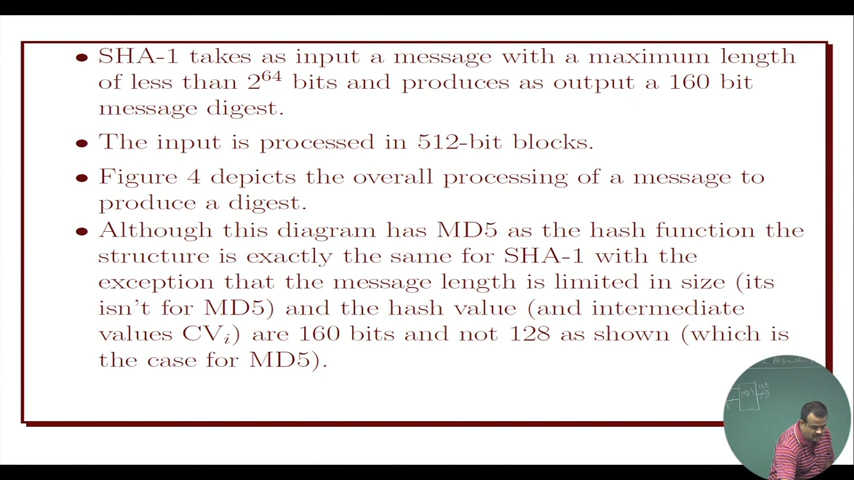 • SHA-1 takes as input a message with a maximum length
of less than 2^64 bits and produces as output a 160 bit
message digest.
• The input is processed in 512-bit blocks.
• Figure 4 depicts the overall processing of a message to
produce a digest.
• Although this diagram has MD5 as the hash function the
structure is exactly the same for SHA-1 with the
exception that the message length is limited in size (its
isn't for MD5) and the hash value (and intermediate
values CV_i) are 160 bits and not 128 as shown (which is
the case for MD5).